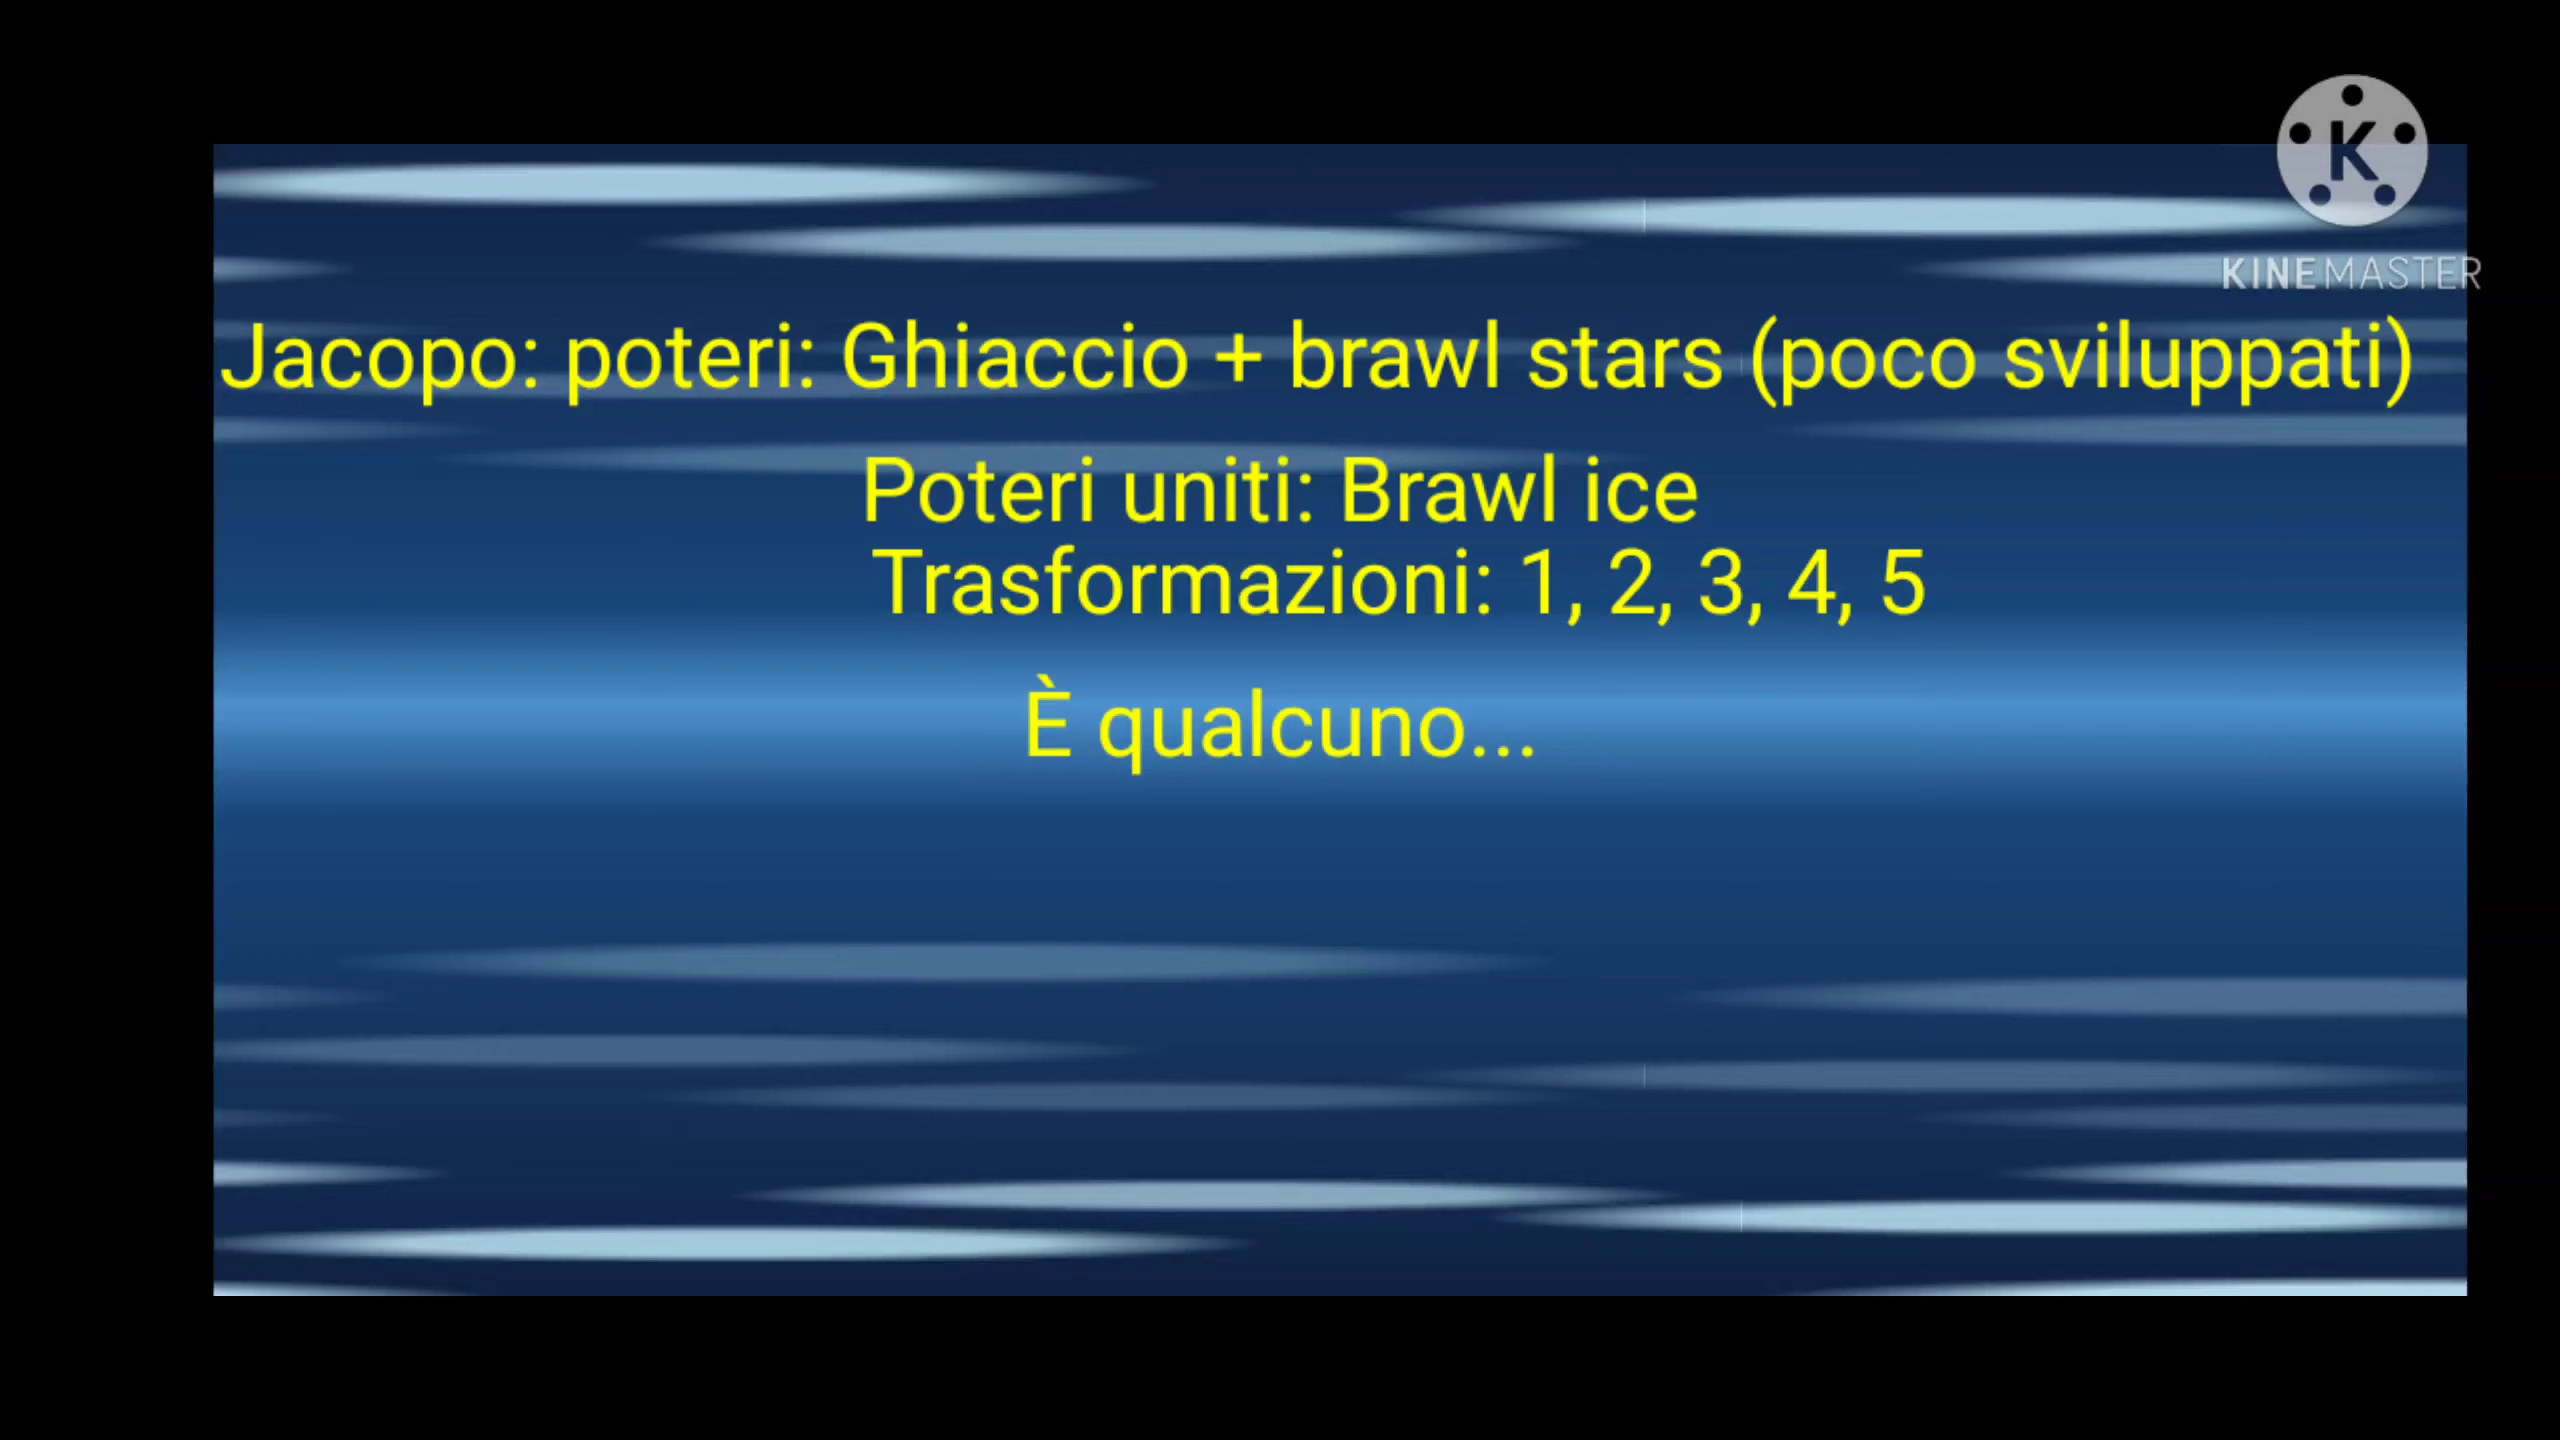 K
KINEMASTER
Jacopo: poteri: Ghiaccio + brawl stars (poco sviluppati)
Poteri uniti: Brawl ice
Trasformazioni: 1, 2, 3, 4, 5
È qualcuno...